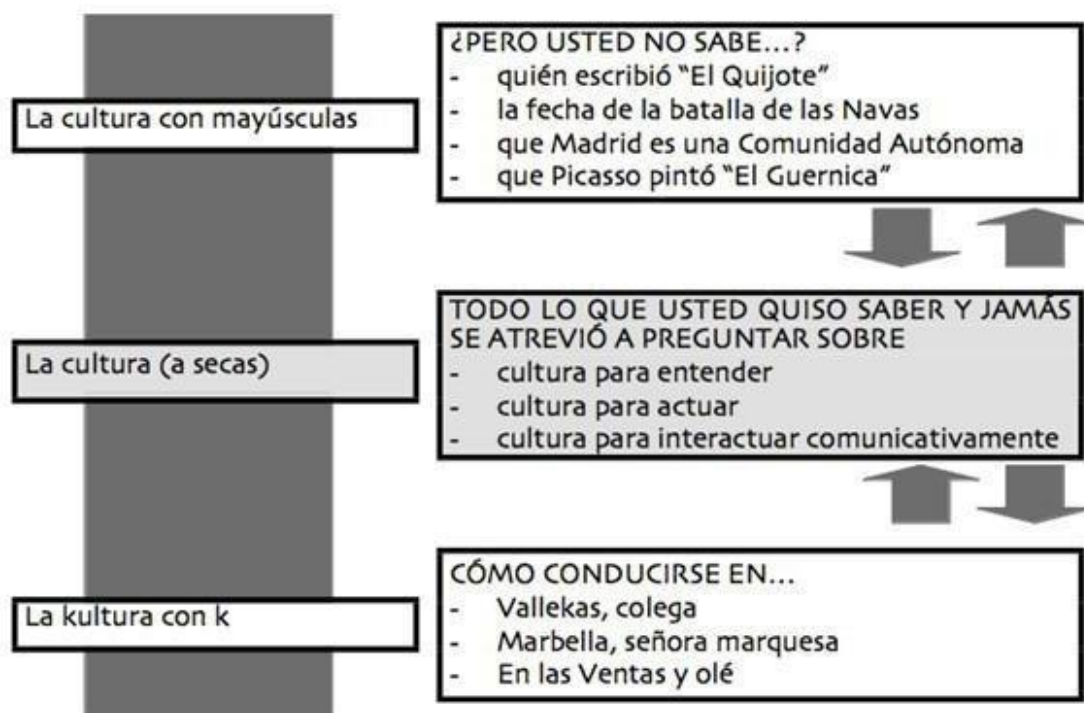 La cultura con mayúsculas
¿PERO USTED NO SABE...?
- quién escribió “El Quijote”
- la fecha de la batalla de las Navas
- que Madrid es una Comunidad Autónoma
- que Picasso pintó “El Guernica”
La cultura (a secas)
TODO LO QUE USTED QUISO SABER Y JAMÁS
SE ATREVIÓ A PREGUNTAR SOBRE
- cultura para entender
- cultura para actuar
- cultura para interactuar comunicativamente
La kultura con k
CÓMO CONDUCIRSE EN...
- Vallekas, colega
- Marbella, señora marquesa
- En las Ventas y olé